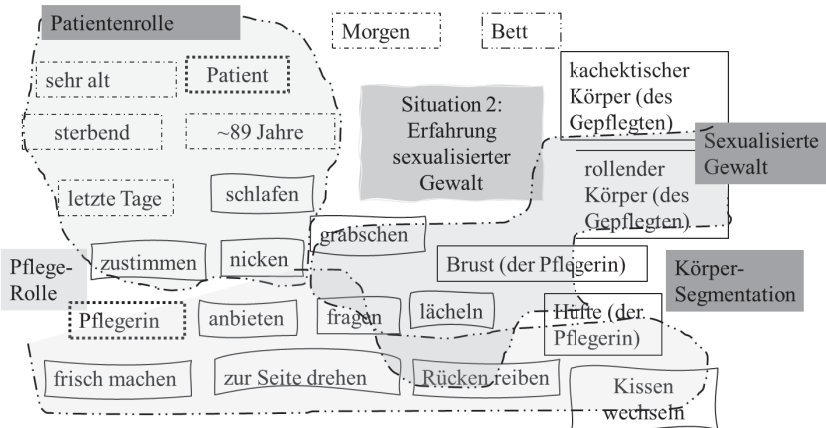 Patientenrolle
Morgen
Bett
sehr alt
Patient
kachektischer
Körper (des
Gepflegten)
Situation 2:
Erfahrung
sexualisierter
Gewalt
sterbend
~89 Jahre
Sexualisierte
Gewalt
rollender
Körper (des
Gepflegten)
letzte Tage
schlafen
grabschen
zustimmen
nicken
Brust (der Pflegerin)
Pflege-
Rolle
Körper-
Segmentation
Pflegerin
anbieten
fragen
lächeln
Hüfte (der
Pflegerin)
frisch machen
zur Seite drehen
Rücken reiben
Kissen
wechseln